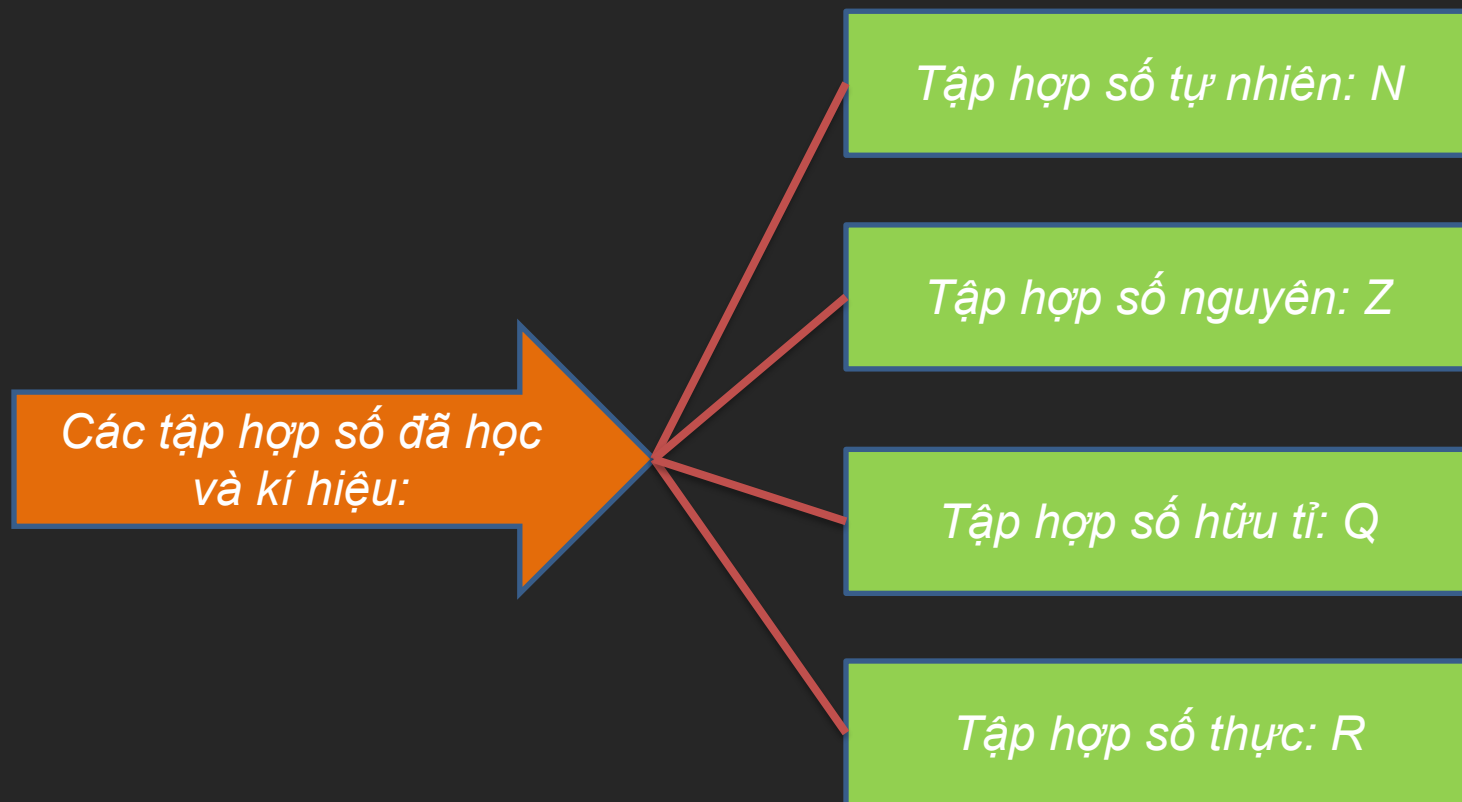 Các tập hợp số đã học
và kí hiệu:
Tập hợp số tự nhiên: N
Tập hợp số nguyên: Z
Tập hợp số hữu tỉ: Q
Tập hợp số thực: R